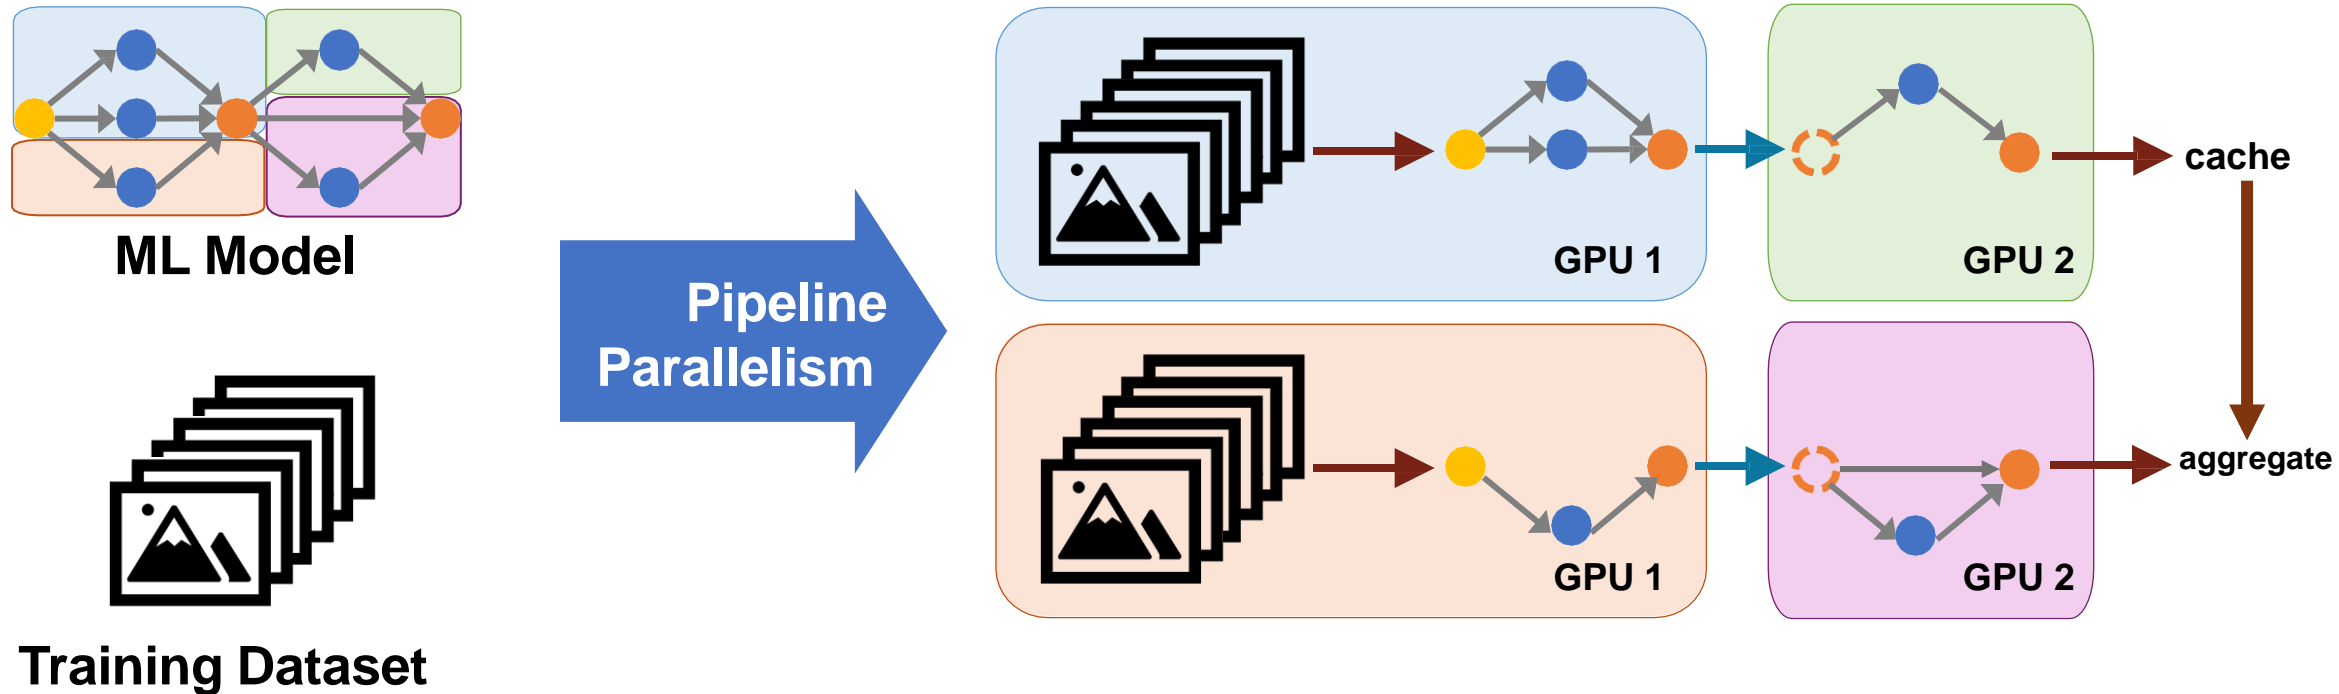 ML Model
Training Dataset
Pipeline
Parallelism
GPU 1
GPU 2
cache
GPU 1
GPU 2
aggregate